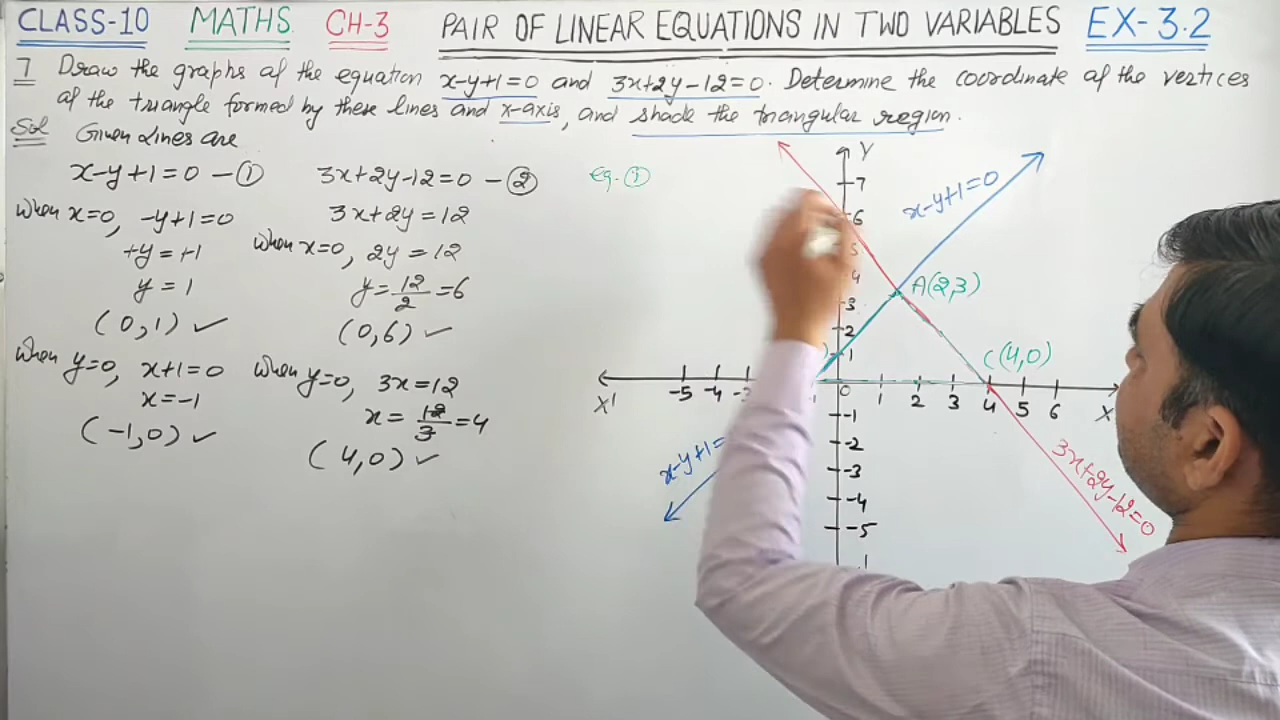 CLASS-10 MATHS CH-3 PAIR OF LINEAR EQUATIONS IN TWO VARIABLES EX-3.2
7 Draw the graphs of the equation x-y+1=0 and 3x+2y-12=0. Determine the coordinate of the vertices
of the triangle formed by these lines and x-axis, and shade the triangular region.
Sol Given Lines are
x-y+1=0 - ①
when x=0, -y+1=0
+y=+1
y=1
(0,1) ✓
when y=0, x+1=0
x=-1
(-1,0) ✓
3x+2y-12=0 - ②
3x+2y=12
when x=0, 2y=12
y=12/2=6
(0,6) ✓
when y=0, 3x=12
x=12/3=4
(4,0) ✓
eq. ①
Y
7
6
5
4
3
2
1
x-y+1=0
A(2,3)
C(4,0)
X' -5 -4 0 1 2 3 4 5 6 X
-1
-2
-3
-4
-5
x-y+1=
3x+2y-12=0